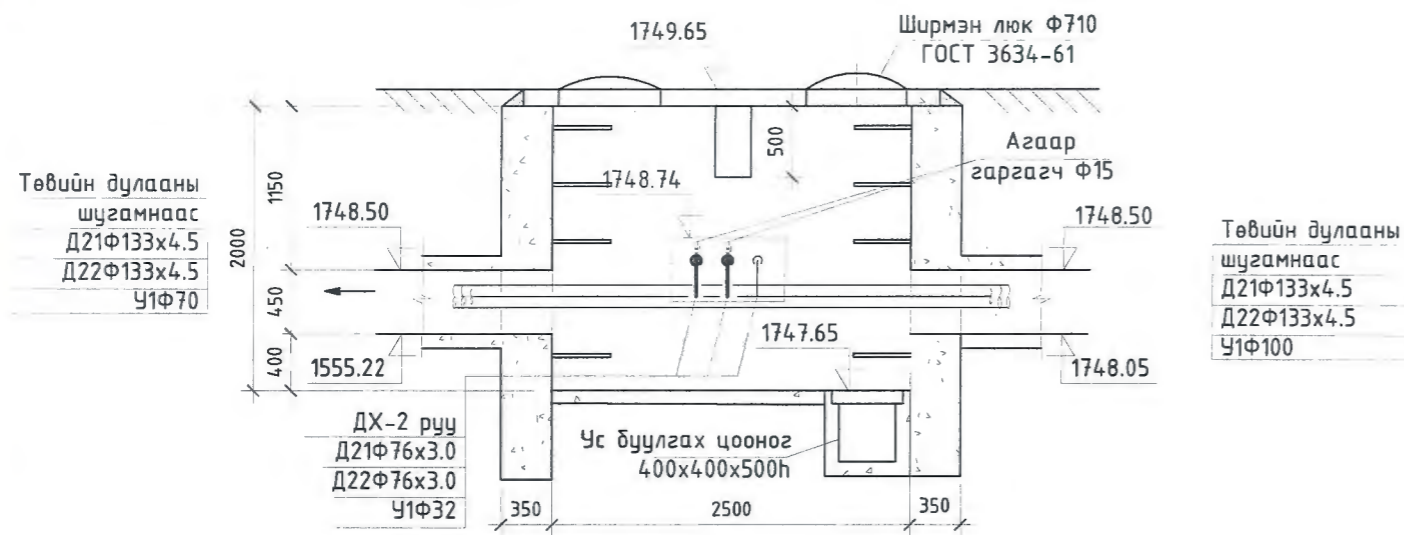 1749.65
Ширмэн люк Ф710
ГОСТ 3634-61
500
Агаар
гаргагч Ф15
1748.74
Төвийн дулааны
шугамнаас
Д21Ф133х4.5
Д22Ф133х4.5
У1Ф70
2000
1150
450
400
1748.50
1555.22
1748.50
1748.05
1747.65
Төвийн дулааны
шугамнаас
Д21Ф133х4.5
Д22Ф133х4.5
У1Ф100
ДХ-2 руу
Д21Ф76х3.0
Д22Ф76х3.0
У1Ф32
Ус буулгах цооног
400х400х500h
350
2500
350